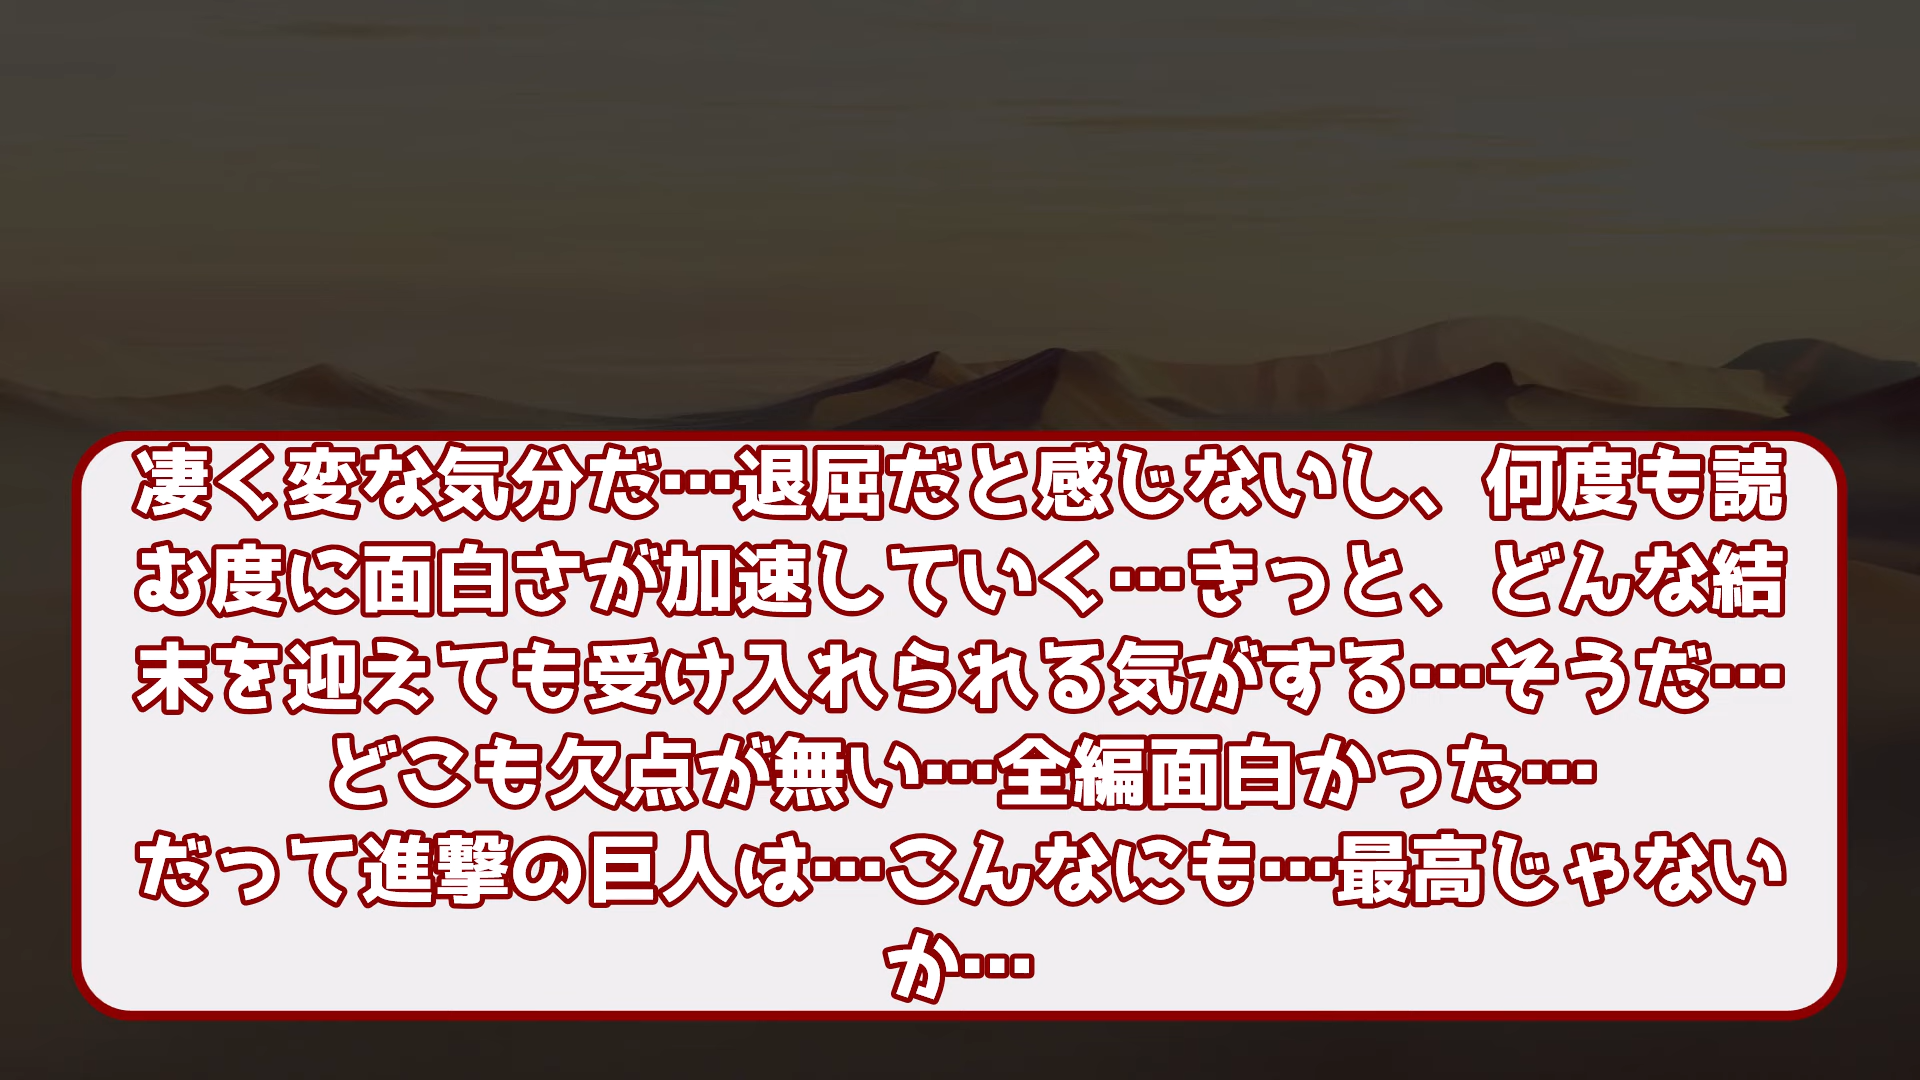 凄く変な気分だ…退屈だと感じないし、何度も読
む度に面白さが加速していく…きっと、どんな結
末を迎えても受け入れられる気がする…そうだ…
どこも欠点が無い…全編面白かった…
だって進撃の巨人は…こんなにも…最高じゃない
か…